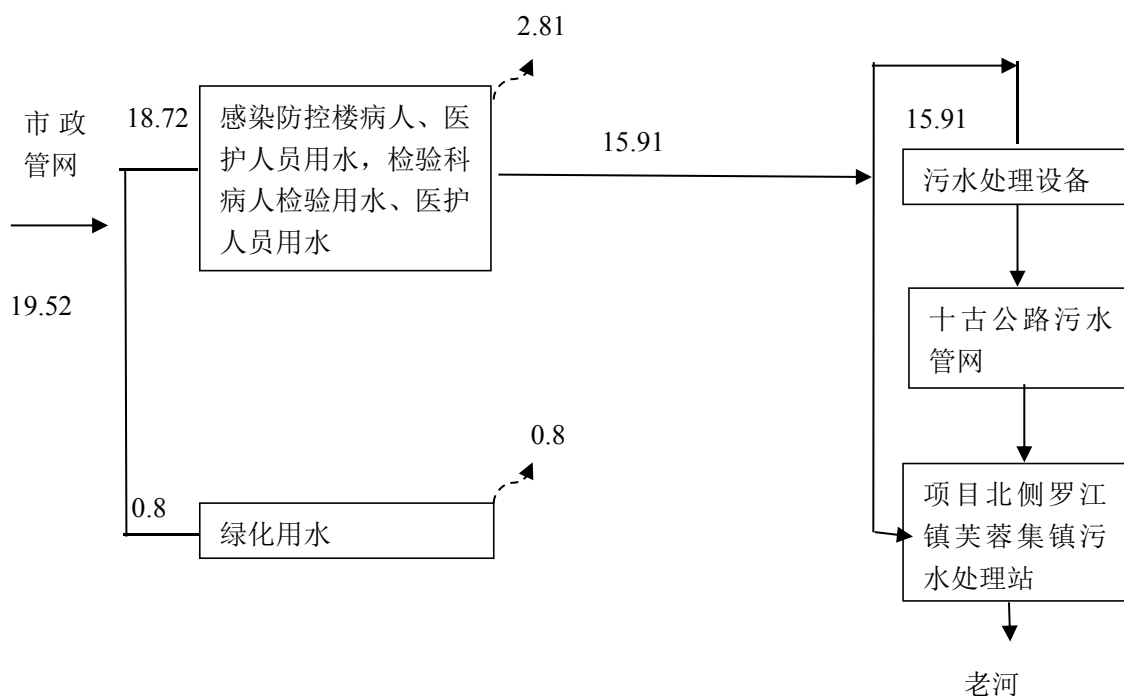 2.81
市政
管网
18.72
感染防控楼病人、医
护人员用水，检验科
病人检验用水、医护
人员用水
15.91
15.91
污水处理设备
19.52
十古公路污水
管网
0.8
0.8
绿化用水
项目北侧罗江
镇芙蓉集镇污
水处理站
老河